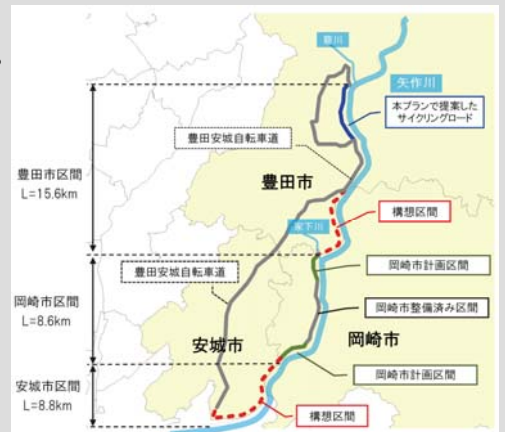 籠川
矢作川
本プランで提案した
サイクリングロード
豊田安城自転車道
豊田市
豊田市区間
L=15.6km
構想区間
家下川
岡崎市計画区間
豊田安城自転車道
岡崎市区間
L=8.6km
岡崎市整備済み区間
安城市
岡崎市
岡崎市計画区間
安城市区間
L=8.8km
構想区間